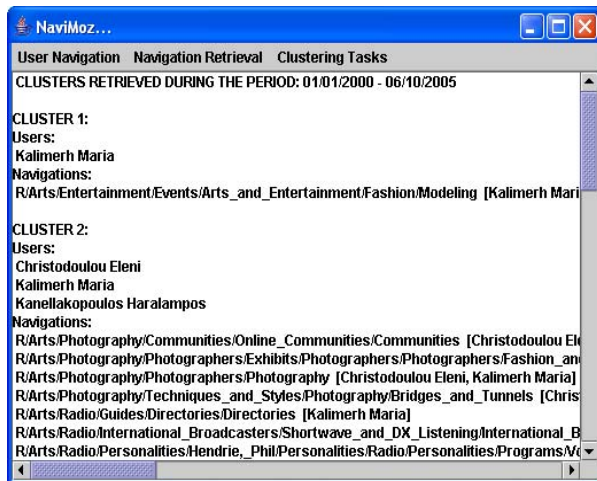 NaviMoz...
User Navigation Navigation Retrieval Clustering Tasks
CLUSTERS RETRIEVED DURING THE PERIOD: 01/01/2000 - 06/10/2005
CLUSTER 1:
Users:
Kalimerh Maria
Navigations:
R/Arts/Entertainment/Events/Arts_and_Entertainment/Fashion/Modeling [Kalimerh Mari
CLUSTER 2:
Users:
Christodoulou Eleni
Kalimerh Maria
Kanellakopoulos Haralampos
Navigations:
R/Arts/Photography/Communities/Online_Communities/Communities [Christodoulou Ele
R/Arts/Photography/Photographers/Exhibits/Photographers/Photographers/Fashion_and
R/Arts/Photography/Photographers/Photography [Christodoulou Eleni, Kalimerh Maria]
R/Arts/Photography/Techniques_and_Styles/Photography/Bridges_and_Tunnels [Chris
R/Arts/Radio/Guides/Directories/Directories [Kalimerh Maria]
R/Arts/Radio/International_Broadcasters/Shortwave_and_DX_Listening/International_B
R/Arts/Radio/Personalities/Hendrie,_Phil/Personalities/Radio/Personalities/Programs/Vo